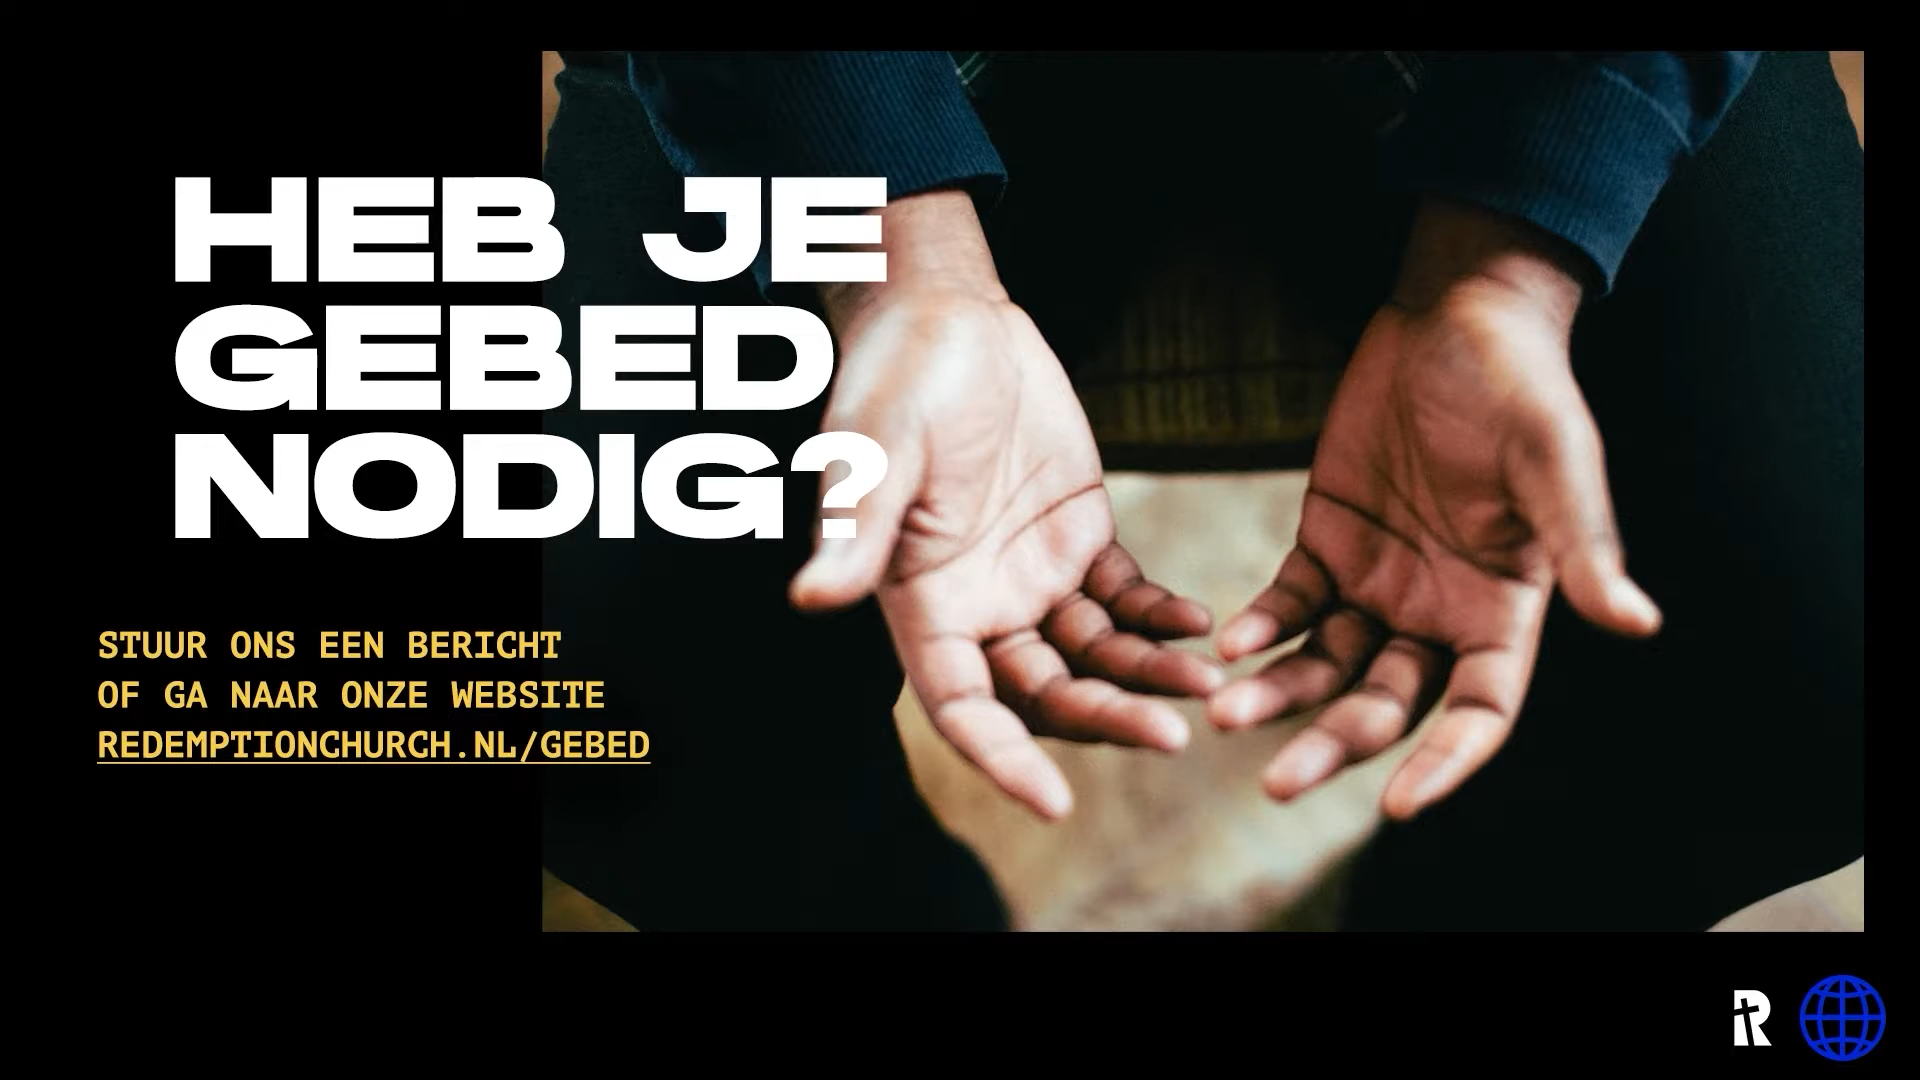 HEB JE
GEBED
NODIG?
STUUR ONS EEN BERICHT
OF GA NAAR ONZE WEBSITE
REDEMPTIONCHURCH.NL/GEBED
R